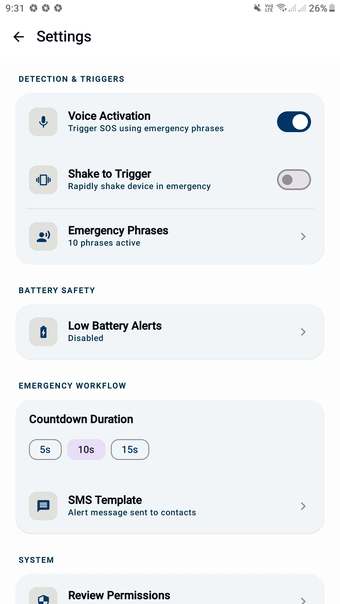 9:31
26%
Settings
DETECTION & TRIGGERS
Voice Activation
Trigger SOS using emergency phrases
Shake to Trigger
Rapidly shake device in emergency
Emergency Phrases
10 phrases active
BATTERY SAFETY
Low Battery Alerts
Disabled
EMERGENCY WORKFLOW
Countdown Duration
5s 10s 15s
SMS Template
Alert message sent to contacts
SYSTEM
Review Permissions